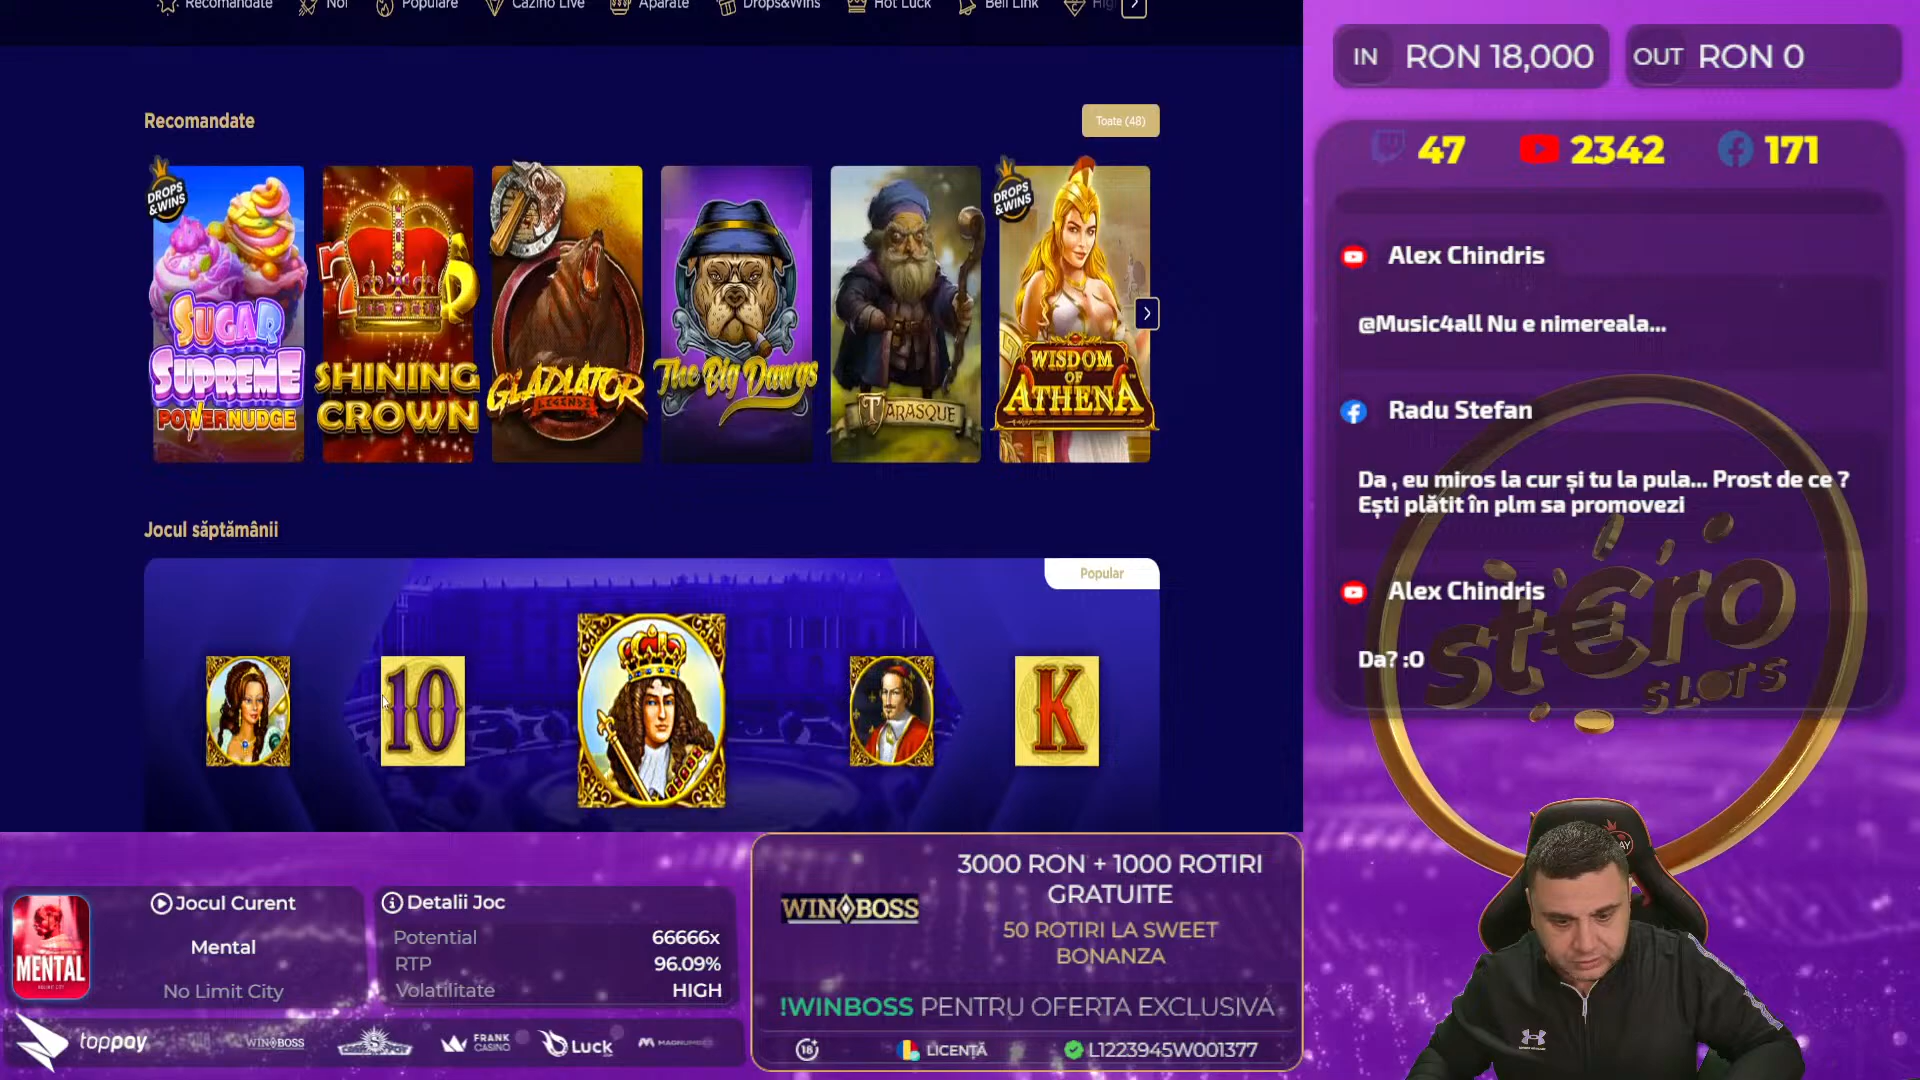 Recomandate
Noi
Populare
Cazino Live
Aparate
Drops&Wins
Hot Luck
Bell Link
Recomandate
Toate (48)
DROPS
&WINS
SUGAR
SUPREME
POWERNUDGE
SHINING
CROWN
GLADIATOR
LEGENDS
The Big Dawgs
TARASQUE
DROPS
&WINS
WISDOM
OF
ATHENA
Jocul săptămânii
Popular
10
K
IN RON 18,000
OUT RON 0
47
2342
171
Alex Chindris
@Music4all Nu e nimereala...
Radu Stefan
Da , eu miros la cur și tu la pula... Prost de ce ?
Ești plătit în plm sa promovezi
Alex Chindris
Da? :O
st€ro
SLOTS
MENTAL
Jocul Curent
Mental
No Limit City
Detalii Joc
Potential 66666x
RTP 96.09%
Volatilitate HIGH
toppay
WINBOSS
FRANK
CASINO
Luck
WINBOSS
3000 RON + 1000 ROTIRI
GRATUITE
50 ROTIRI LA SWEET
BONANZA
!WINBOSS PENTRU OFERTA EXCLUSIVA
18+
LICENȚĂ
L1223945W001377